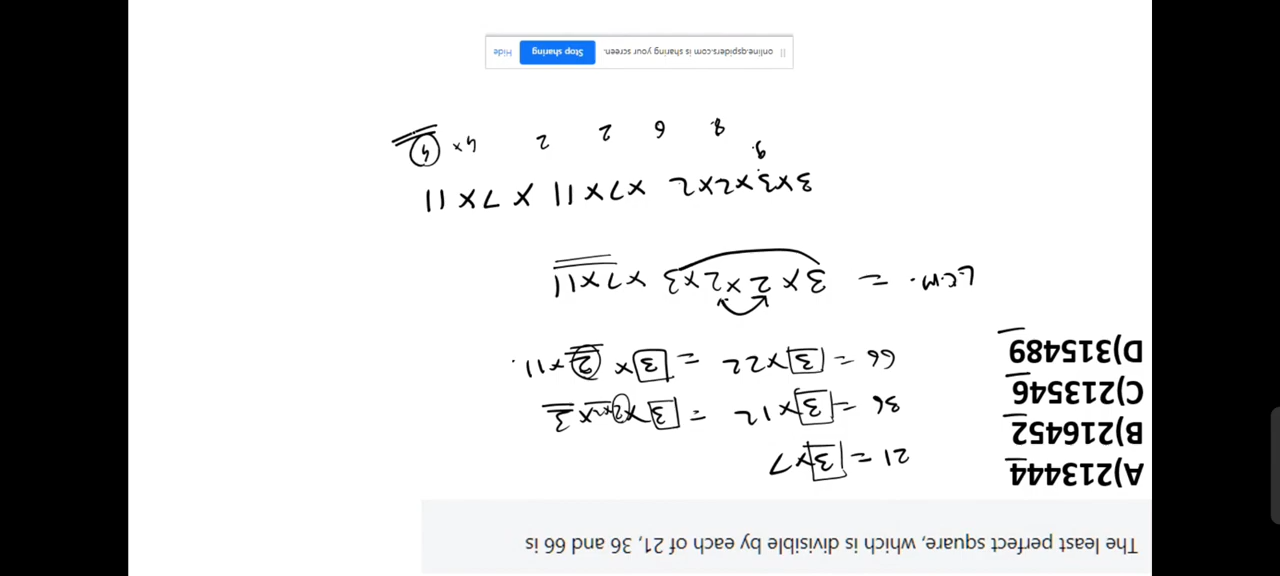 The least perfect square, which is divisible by each of 21, 36 and 66 is
A)213444
B)216452
C)213546
D)315489
21 = 3×7
36 = 3×12 = 3×2×2×3
66 = 3×22 = 3×2×11.
L.C.M. = 3×2×2×3×7×11
3×3×2×2×7×11×7×11
9. 8 6 2 2 4× 4
online.qspiders.com is sharing your screen. Stop sharing Hide